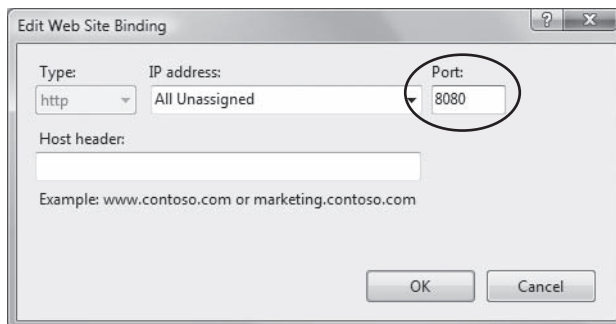 Edit Web Site Binding
? X
Type: IP address: Port:
http All Unassigned 8080
Host header:
Example: www.contoso.com or marketing.contoso.com
OK Cancel